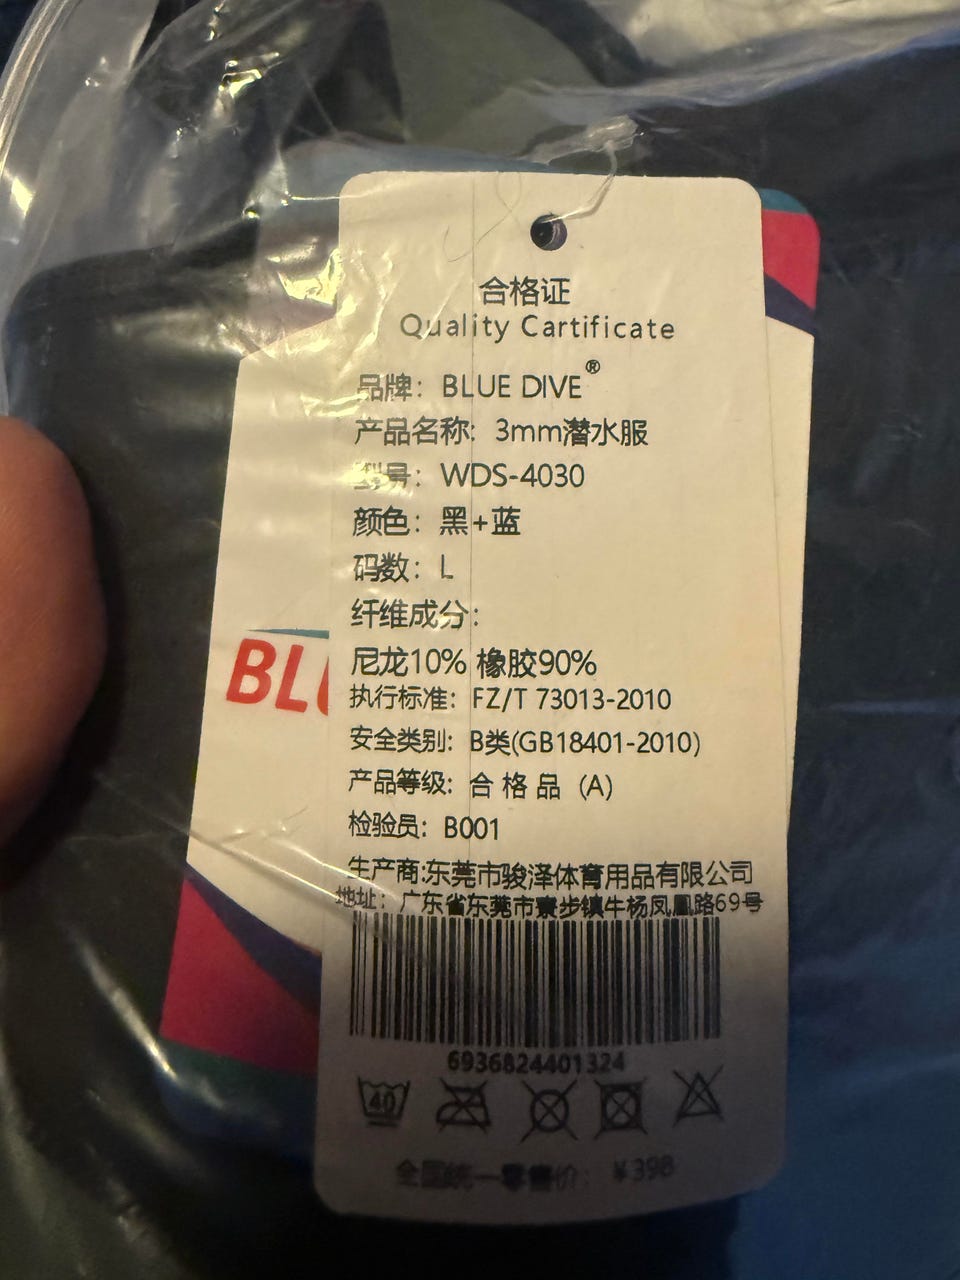 合格证
Quality Cartificate
品牌：BLUE DIVE®
产品名称：3mm潜水服
型号：WDS-4030
颜色：黑+蓝
码数：L
纤维成分：
尼龙10% 橡胶90%
执行标准：FZ/T 73013-2010
安全类别：B类(GB18401-2010)
产品等级：合格品（A）
检验员：B001
生产商:东莞市骏泽体育用品有限公司
地址：广东省东莞市寮步镇牛杨凤凰路69号
6936824401324
40
全国统一零售价：￥398
BLU